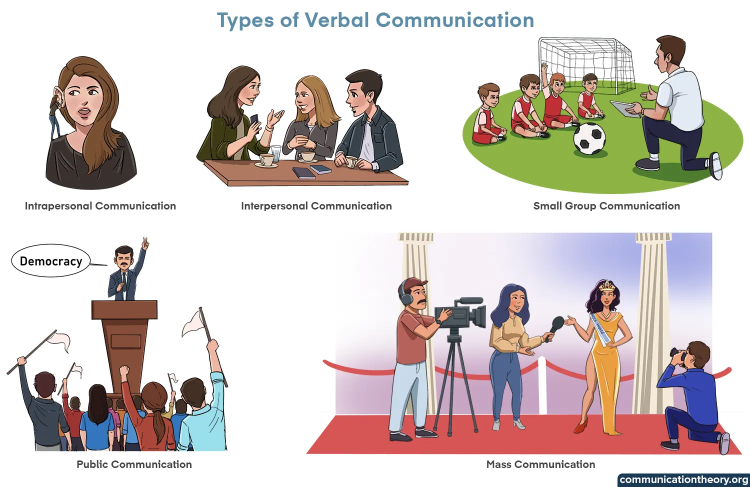 Types of Verbal Communication
Intrapersonal Communication
Interpersonal Communication
Small Group Communication
Democracy
Public Communication
Mass Communication
communicationtheory.org